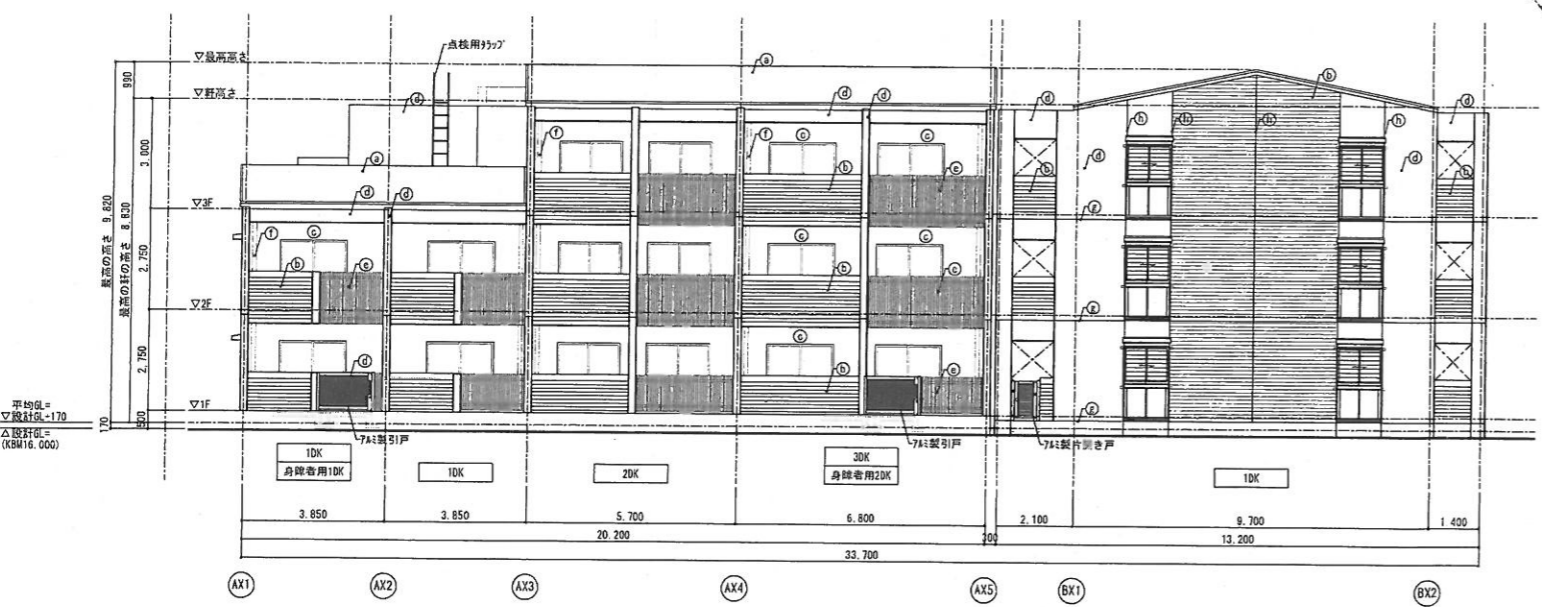 点検用ﾀﾗｯﾌﾟ
▽最高高さ
ⓐ
ⓑ
990
▽軒高さ
ⓓ
ⓓ ⓓ ⓓ ⓓ
ⓕ ⓒ ⓕ ⓒ ⓒ
ⓗ ⓗ ⓗ ⓗ
3,000
ⓐ
ⓑ ⓔ ⓑ ⓓ ⓓ ⓑ
ⓓ ⓓ
▽3F
ⓖ
最高の高さ 9,820
最高の軒の高さ 8,830
ⓕ ⓒ ⓒ ⓒ
2,750
ⓑ ⓔ ⓑ ⓔ
▽2F
ⓖ
2,750
ⓓ ⓒ
ⓑ ⓔ
平均GL=
▽設計GL+170
▽1F
ⓖ
170
500
△設計GL=
(KBM16.000)
ｱﾙﾐ製引戸
ｱﾙﾐ製引戸
ｱﾙﾐ製片開き戸
1DK
身障者用1DK
1DK
2DK
3DK
身障者用2DK
1DK
3.850 3.850 5.700 6.800 2.100 9.700 1 400
20.200 300 13.200
33.700
AX1 AX2 AX3 AX4 AX5 BX1 BX2